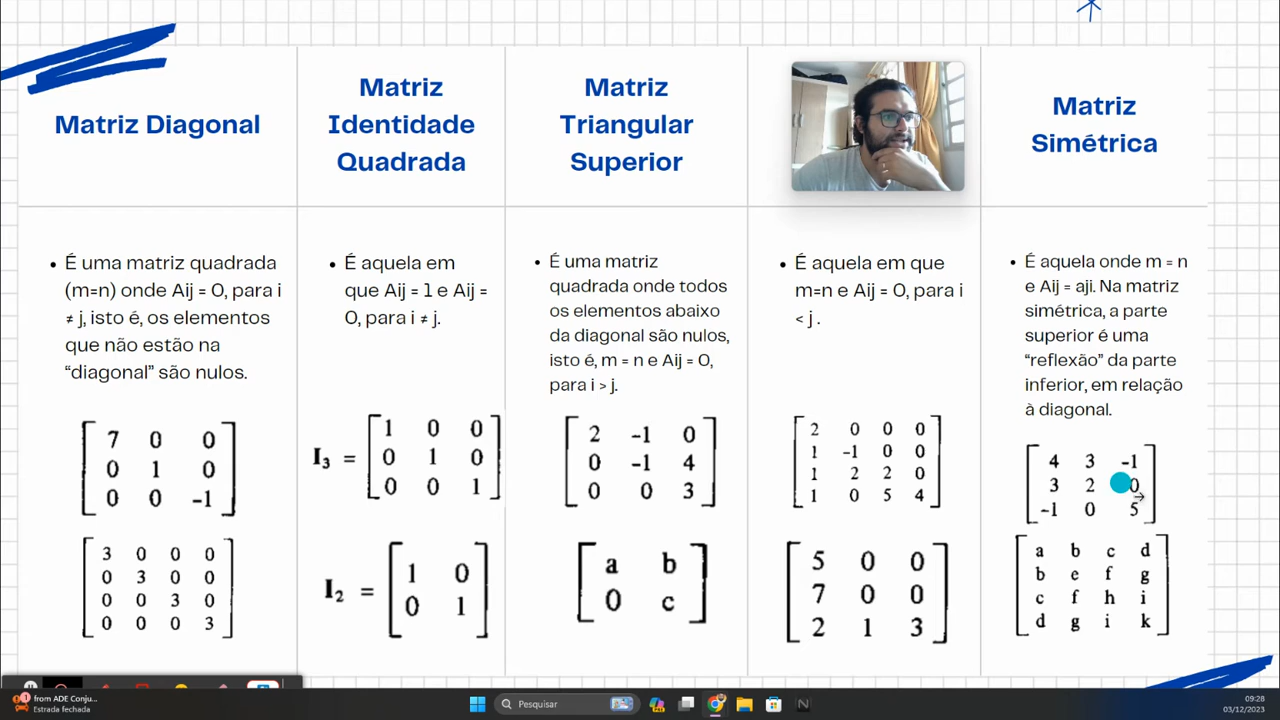 Matriz Diagonal
Matriz
Identidade
Quadrada
Matriz
Triangular
Superior
Matriz
Simétrica
• É uma matriz quadrada
(m=n) onde Aij = 0, para i
≠ j, isto é, os elementos
que não estão na
“diagonal” são nulos.
7 0 0
0 1 0
0 0 -1
3 0 0 0
0 3 0 0
0 0 3 0
0 0 0 3
• É aquela em
que Aij = 1 e Aij =
0, para i ≠ j.
I₃ =
1 0 0
0 1 0
0 0 1
I₂ =
1 0
0 1
• É uma matriz
quadrada onde todos
os elementos abaixo
da diagonal são nulos,
isto é, m = n e Aij = 0,
para i > j.
2 -1 0
0 -1 4
0 0 3
a b
0 c
• É aquela em que
m=n e Aij = 0, para i
< j .
2 0 0 0
1 -1 0 0
1 2 2 0
1 0 5 4
5 0 0
7 0 0
2 1 3
• É aquela onde m = n
e Aij = aji. Na matriz
simétrica, a parte
superior é uma
“reflexão” da parte
inferior, em relação
à diagonal.
4 3 -1
3 2 0
-1 0 5
a b c d
b e f g
c f h i
d g i k
1
from ADE Conju...
Estrada fechada
Pesquisar
09:28
03/12/2023